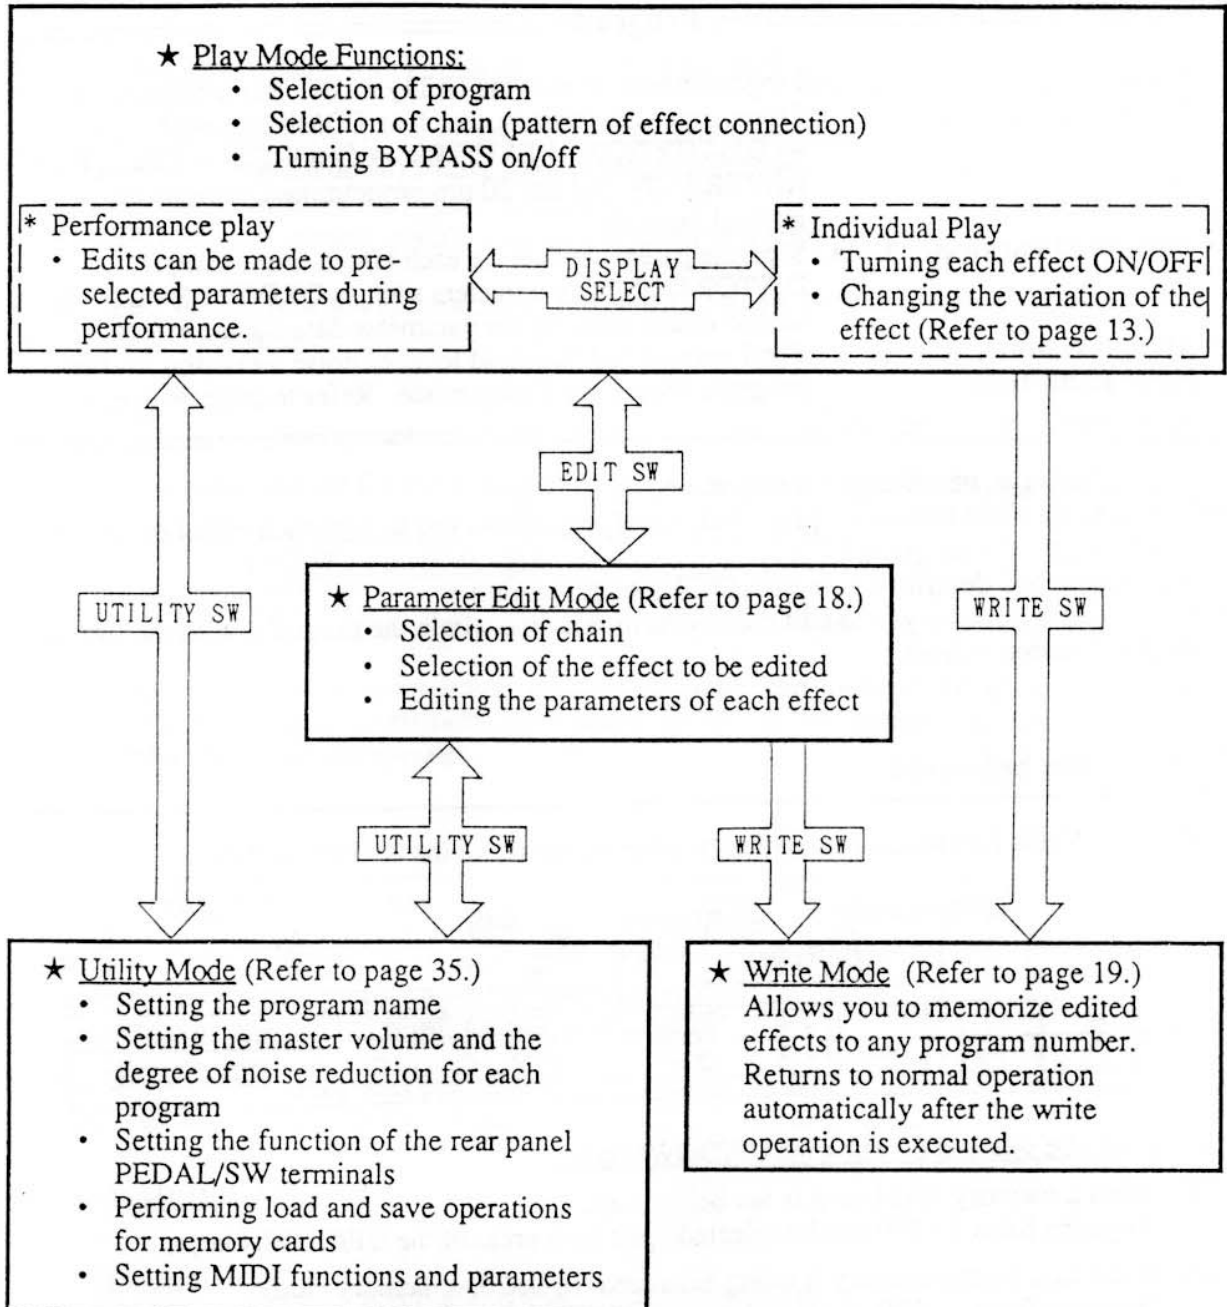 ★ Play Mode Functions:
• Selection of program
• Selection of chain (pattern of effect connection)
• Turning BYPASS on/off
* Performance play
• Edits can be made to pre-
selected parameters during
performance.
DISPLAY
SELECT
* Individual Play
• Turning each effect ON/OFF
• Changing the variation of the
effect (Refer to page 13.)
EDIT SW
UTILITY SW
★ Parameter Edit Mode (Refer to page 18.)
• Selection of chain
• Selection of the effect to be edited
• Editing the parameters of each effect
WRITE SW
UTILITY SW
WRITE SW
★ Utility Mode (Refer to page 35.)
• Setting the program name
• Setting the master volume and the
degree of noise reduction for each
program
• Setting the function of the rear panel
PEDAL/SW terminals
• Performing load and save operations
for memory cards
• Setting MIDI functions and parameters
★ Write Mode (Refer to page 19.)
Allows you to memorize edited
effects to any program number.
Returns to normal operation
automatically after the write
operation is executed.